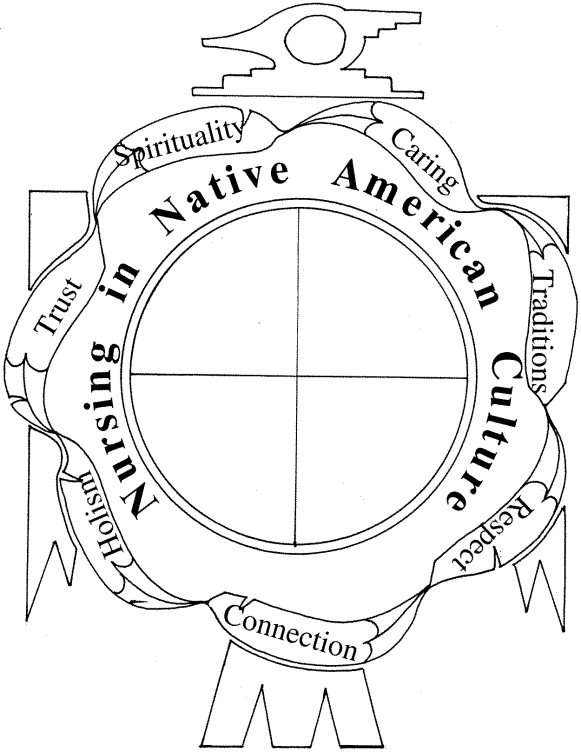 Nursing in Native American Culture
Spirituality
Caring
Traditions
Respect
Connection
Holism
Trust